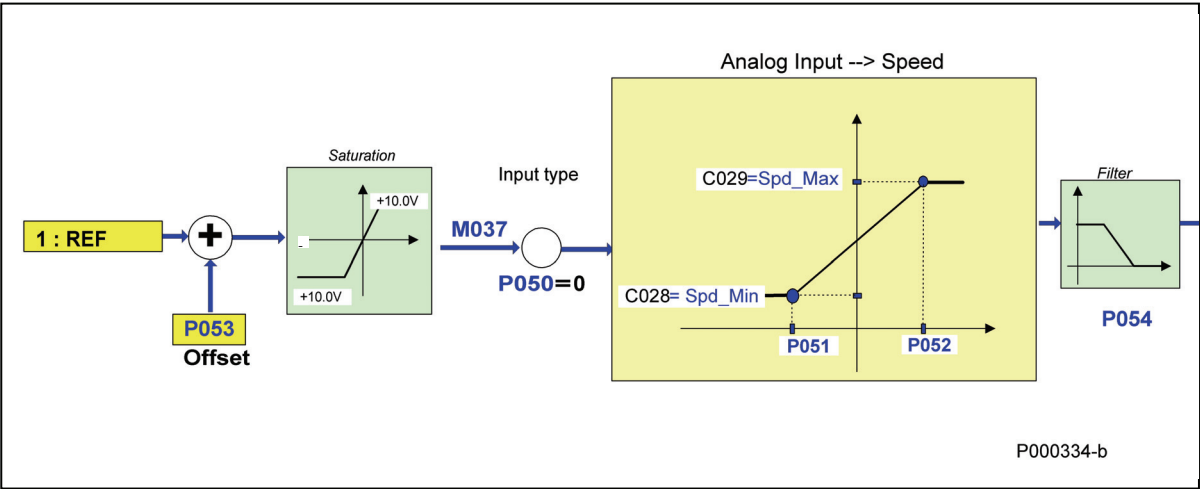 Analog Input --> Speed
Saturation
+10.0V
-
+10.0V
1 : REF
+
P053
Offset
Input type
M037
P050=0
C029=Spd_Max
C028= Spd_Min
P051
P052
Filter
P054
P000334-b